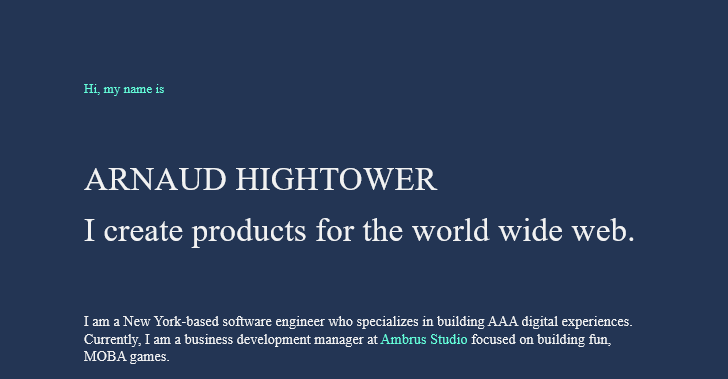 Hi, my name is
ARNAUD HIGHTOWER
I create products for the world wide web.
I am a New York-based software engineer who specializes in building AAA digital experiences.
Currently, I am a business development manager at Ambrus Studio focused on building fun,
MOBA games.